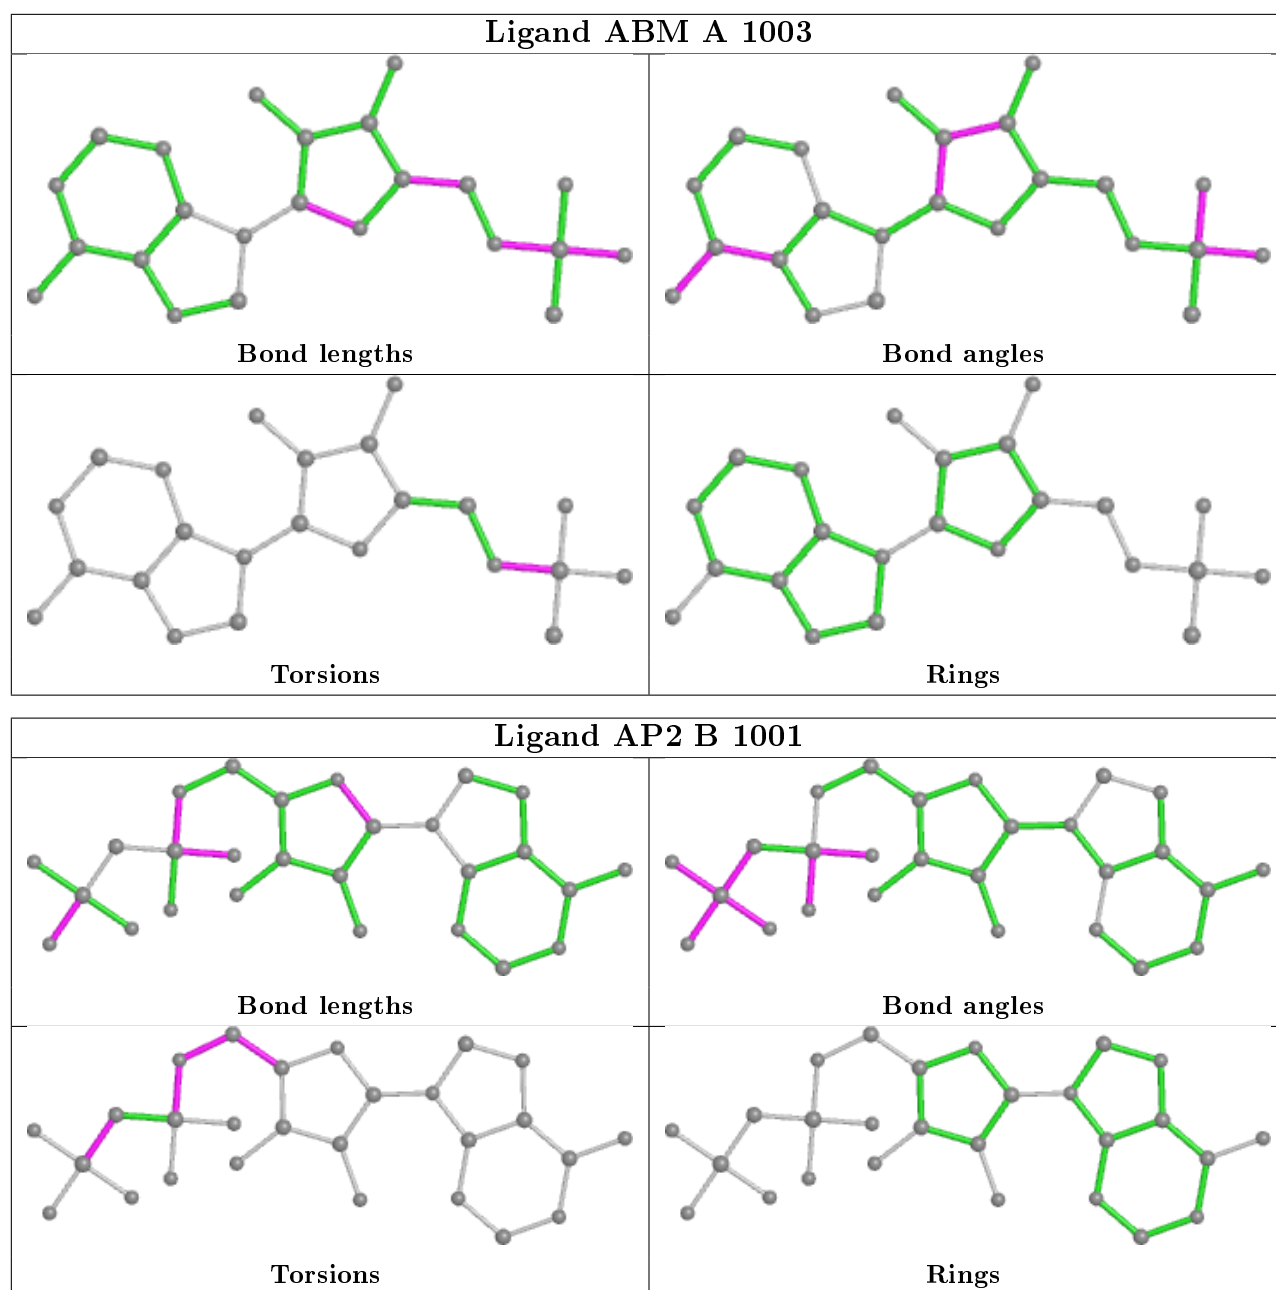 Ligand ABM A 1003
Bond lengths
Bond angles
Torsions
Rings
Ligand AP2 B 1001
Bond lengths
Bond angles
Torsions
Rings